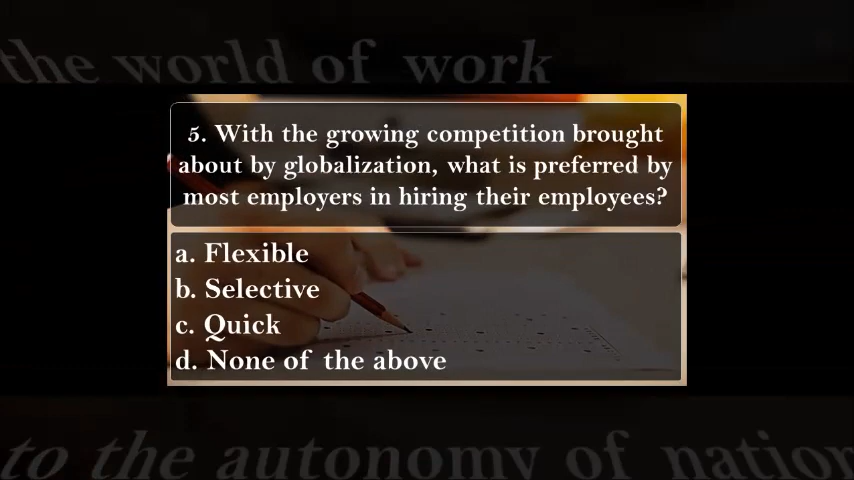 the world of work
5. With the growing competition brought
about by globalization, what is preferred by
most employers in hiring their employees?
a. Flexible
b. Selective
c. Quick
d. None of the above
to the autonomy of nation